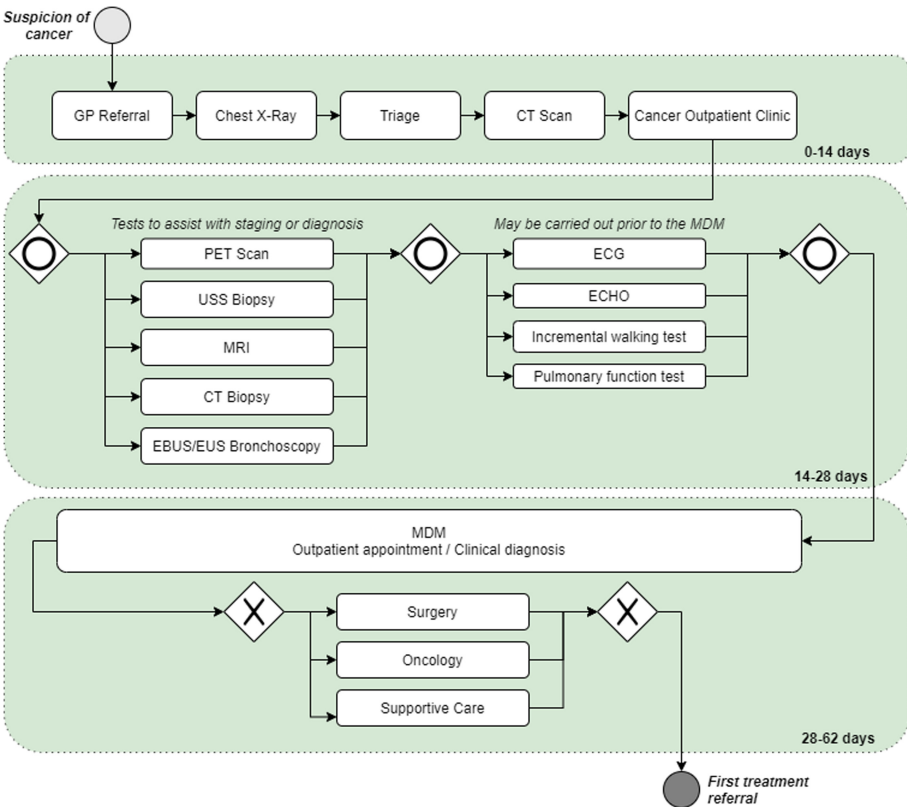 Suspicion of
cancer
GP Referral
Chest X-Ray
Triage
CT Scan
Cancer Outpatient Clinic
0-14 days
Tests to assist with staging or diagnosis
May be carried out prior to the MDM
PET Scan
USS Biopsy
MRI
CT Biopsy
EBUS/EUS Bronchoscopy
ECG
ECHO
Incremental walking test
Pulmonary function test
14-28 days
MDM
Outpatient appointment / Clinical diagnosis
X
X
Surgery
Oncology
Supportive Care
28-62 days
First treatment
referral